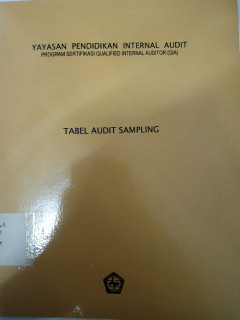 YAYASAN PENDIDIKAN INTERNAL AUDIT
PROGRAM SERTIFIKASI QUALIFIED INTERNAL AUDITOR (QIA)
TABEL AUDIT SAMPLING